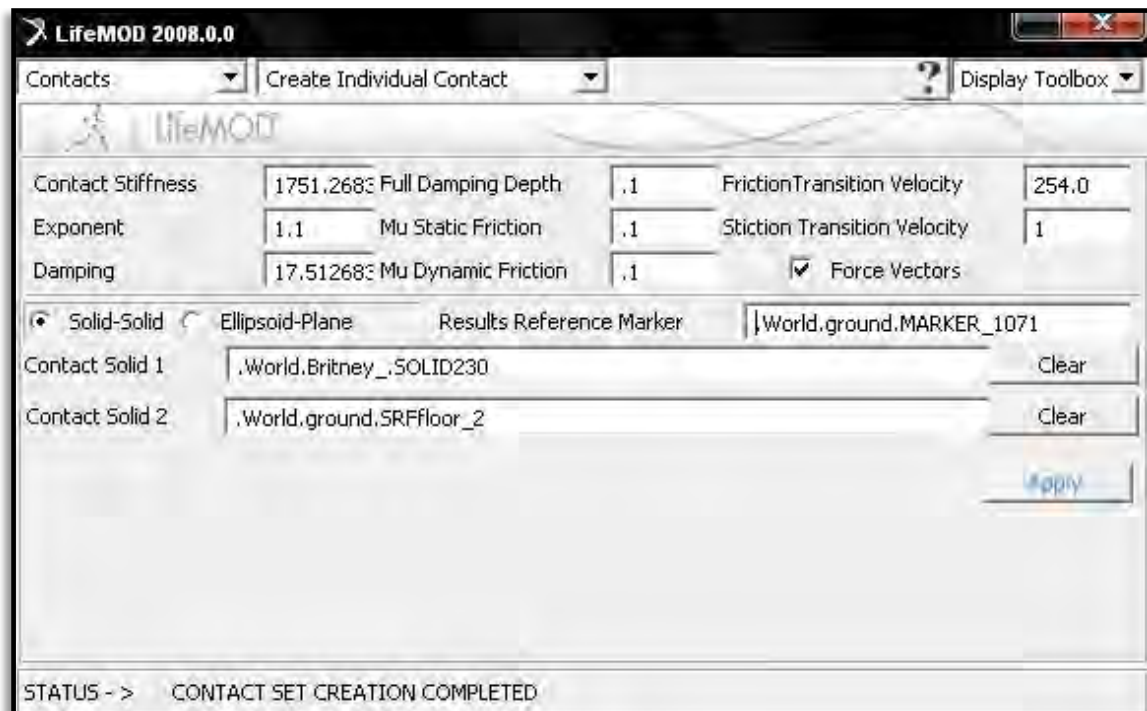 LifeMOD 2008.0.0
X
Contacts Create Individual Contact ? Display Toolbox
LifeMOD
Contact Stiffness 1751.2683 Full Damping Depth .1 FrictionTransition Velocity 254.0
Exponent 1.1 Mu Static Friction .1 Stiction Transition Velocity 1
Damping 17.512683 Mu Dynamic Friction .1 Force Vectors
Solid-Solid Ellipsoid-Plane Results Reference Marker .World.ground.MARKER_1071
Contact Solid 1 .World.Britney_.SOLID230 Clear
Contact Solid 2 .World.ground.SRFfloor_2 Clear
Apply
STATUS - > CONTACT SET CREATION COMPLETED